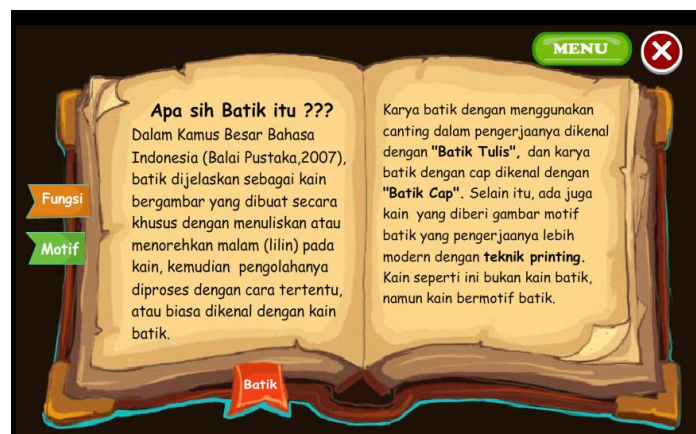 MENU
Apa sih Batik itu ???
Dalam Kamus Besar Bahasa
Indonesia (Balai Pustaka,2007),
batik dijelaskan sebagai kain
bergambar yang dibuat secara
khusus dengan menuliskan atau
menorehkan malam (lilin) pada
kain, kemudian pengolahanya
diproses dengan cara tertentu,
atau biasa dikenal dengan kain
batik.
Karya batik dengan menggunakan
canting dalam pengerjaanya dikenal
dengan "Batik Tulis", dan karya
batik dengan cap dikenal dengan
"Batik Cap". Selain itu, ada juga
kain yang diberi gambar motif
batik yang pengerjaanya lebih
modern dengan teknik printing.
Kain seperti ini bukan kain batik,
namun kain bermotif batik.
Fungsi
Motif
Batik